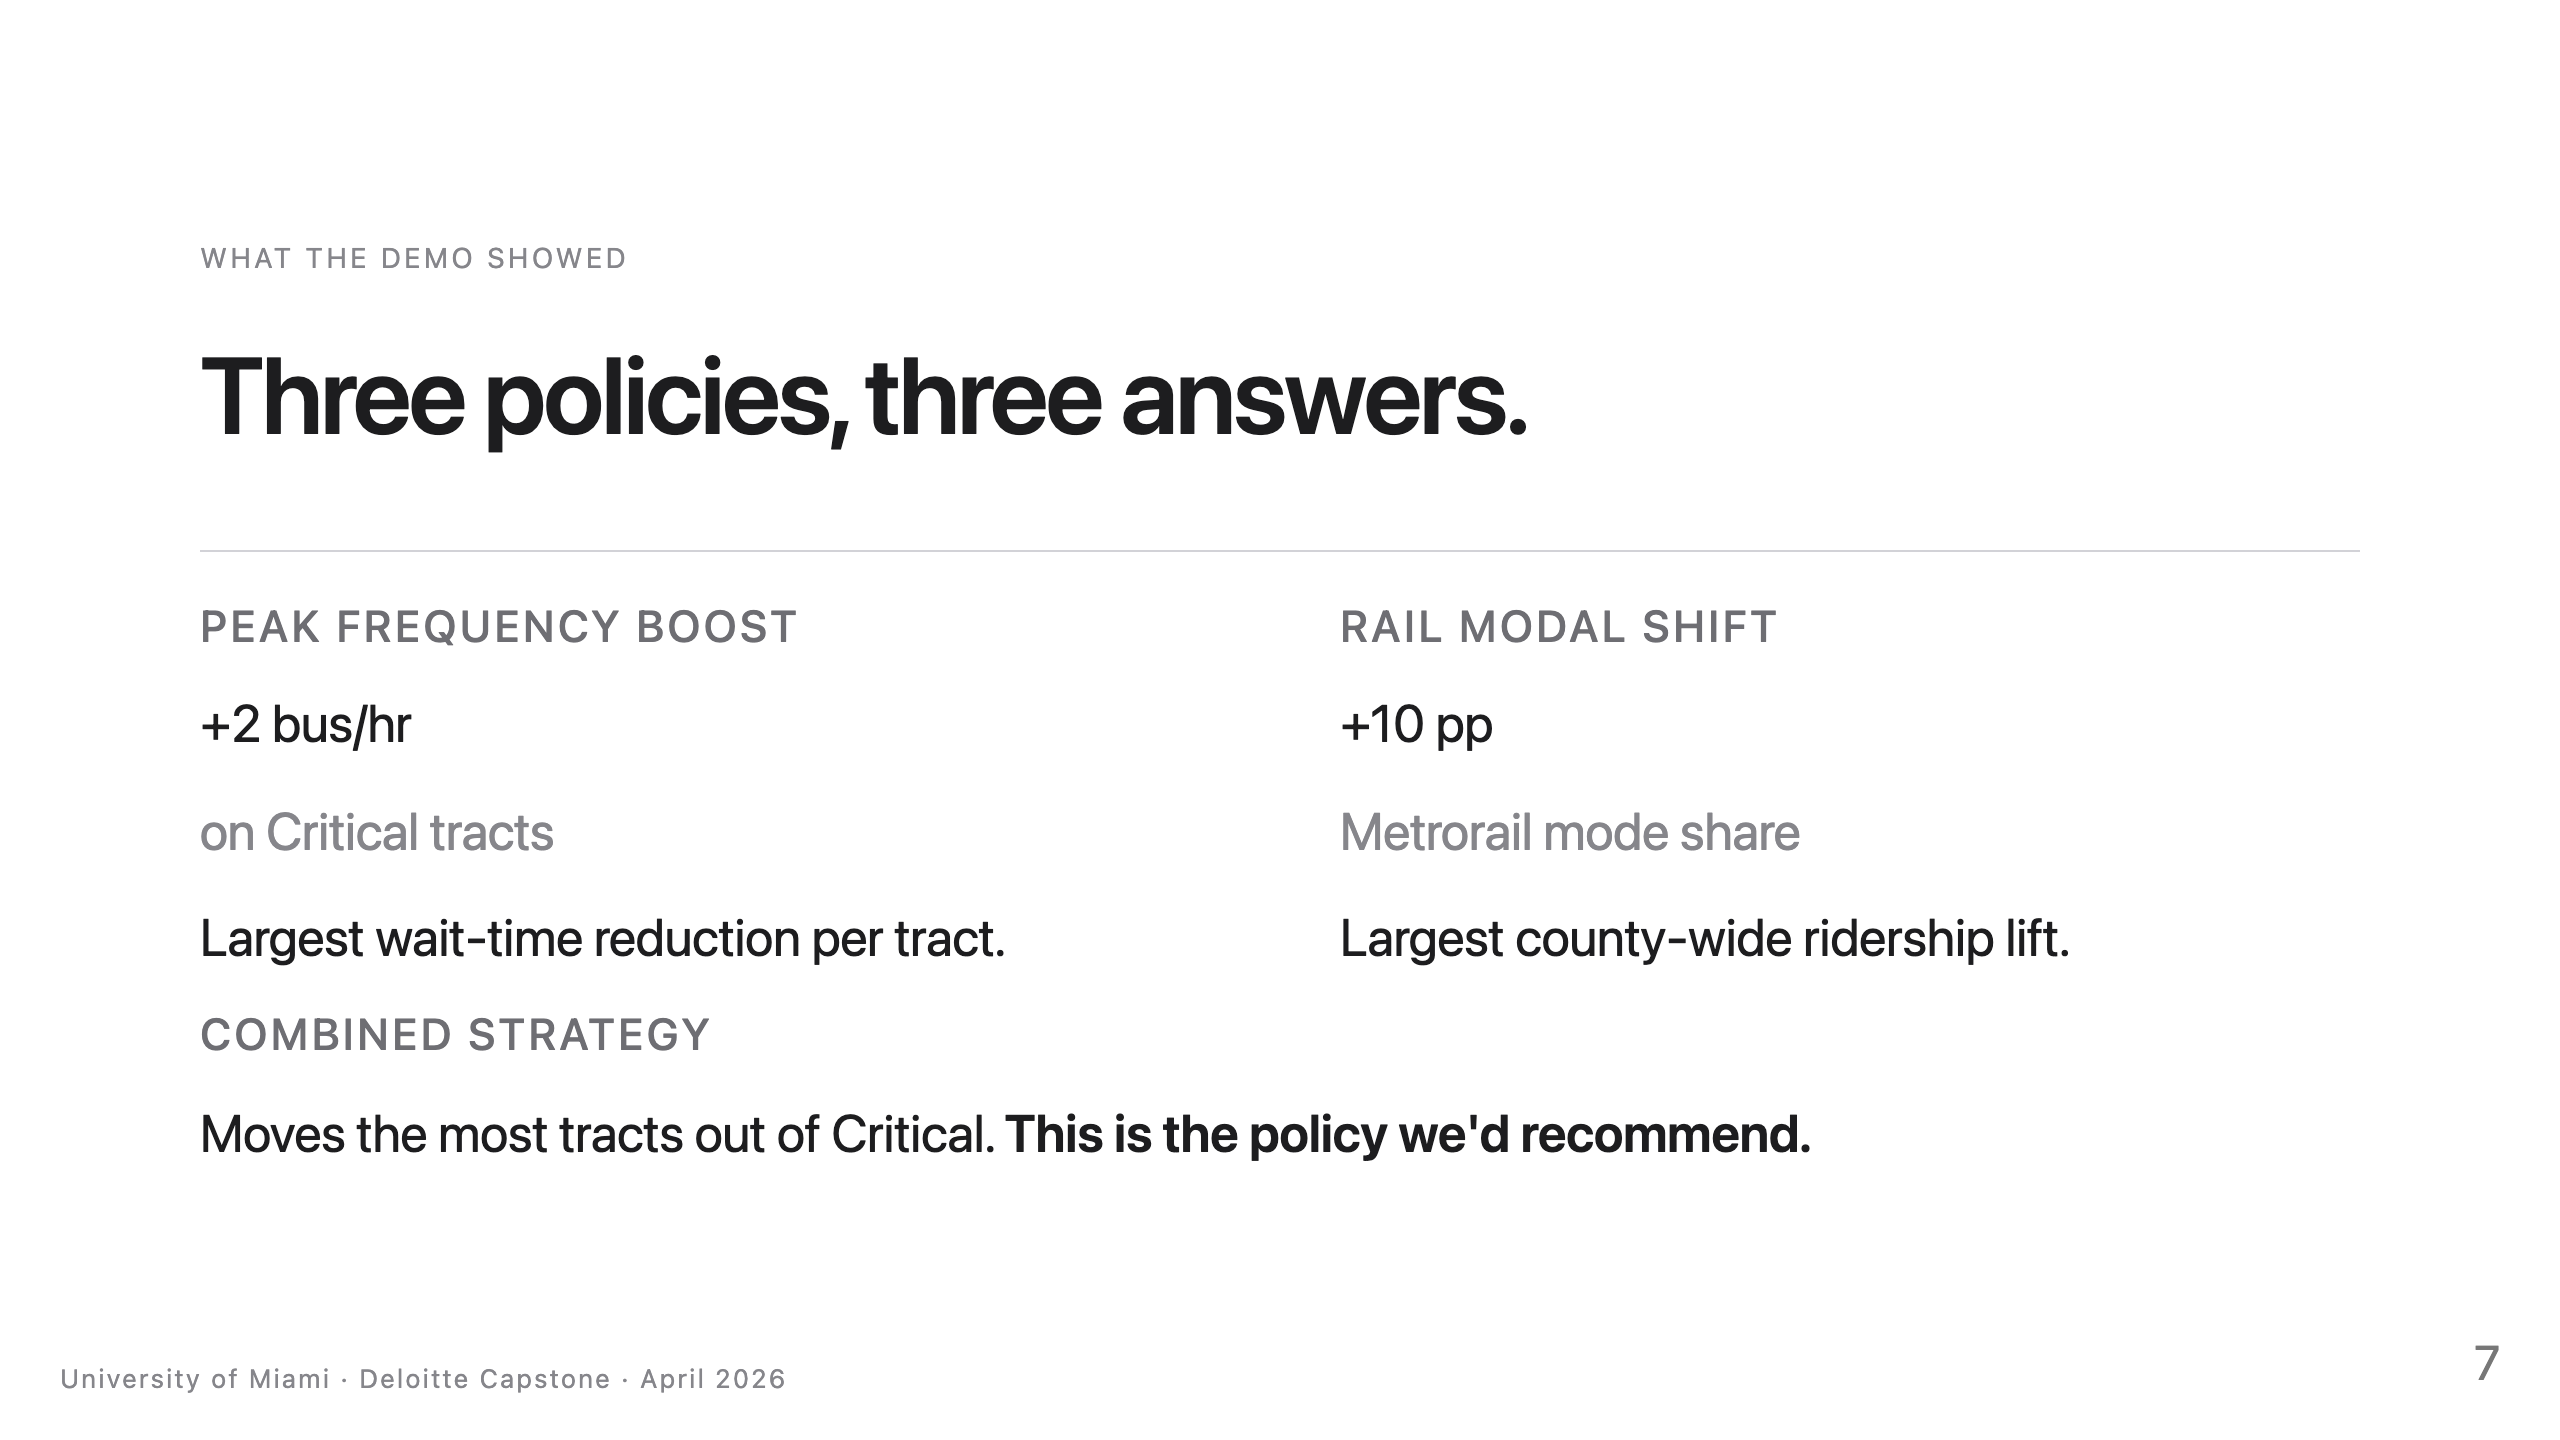 WHAT THE DEMO SHOWED
Three policies, three answers.
PEAK FREQUENCY BOOST
+2 bus/hr
on Critical tracts
Largest wait-time reduction per tract.
RAIL MODAL SHIFT
+10 pp
Metrorail mode share
Largest county-wide ridership lift.
COMBINED STRATEGY
Moves the most tracts out of Critical. This is the policy we'd recommend.
University of Miami · Deloitte Capstone · April 2026
7